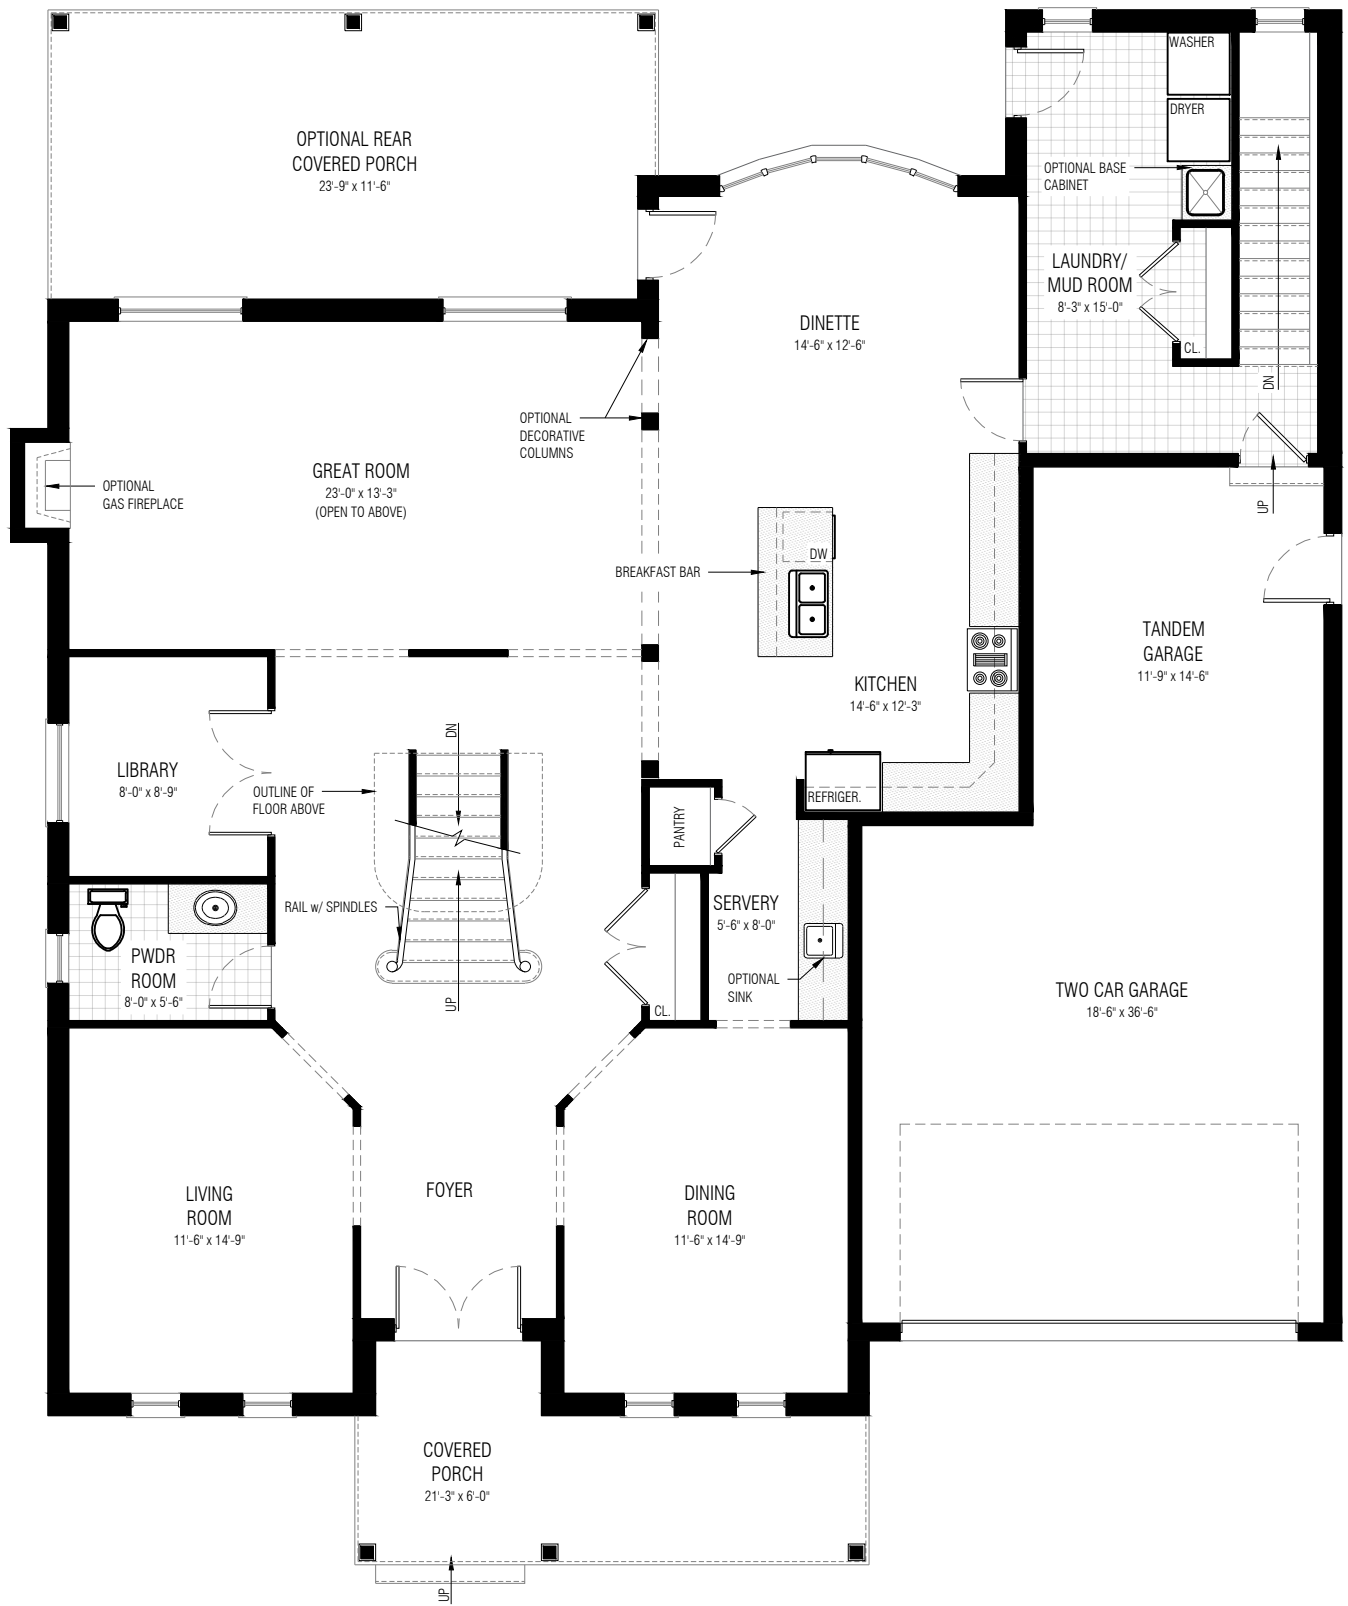 WASHER
DRYER
OPTIONAL REAR
COVERED PORCH
23'-9" x 11'-6"
OPTIONAL BASE
CABINET
LAUNDRY/
MUD ROOM
8'-3" x 15'-0"
DINETTE
14'-6" x 12'-6"
CL.
DN
OPTIONAL
DECORATIVE
COLUMNS
GREAT ROOM
23'-0" x 13'-3"
(OPEN TO ABOVE)
OPTIONAL
GAS FIREPLACE
UP
DW
BREAKFAST BAR
TANDEM
GARAGE
11'-9" x 14'-6"
KITCHEN
14'-6" x 12'-3"
DN
LIBRARY
8'-0" x 8'-9"
OUTLINE OF
FLOOR ABOVE
REFRIGER.
PANTRY
RAIL w/ SPINDLES
SERVERY
5'-6" x 8'-0"
PWDR
ROOM
8'-0" x 5'-6"
OPTIONAL
SINK
UP
CL.
TWO CAR GARAGE
18'-6" x 36'-6"
FOYER
LIVING
ROOM
11'-6" x 14'-9"
DINING
ROOM
11'-6" x 14'-9"
COVERED
PORCH
21'-3" x 6'-0"
UP